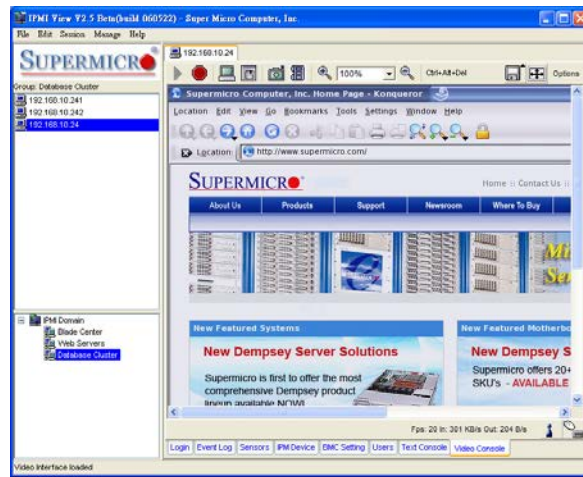 IPMI View V2.5 Beta(build 060522) - Super Micro Computer, Inc.
File Edit Session Manage Help
SUPERMICRO
Group: Database Cluster
192.168.10.241
192.168.10.242
192.168.10.24
IPMI Domain
Blade Center
Web Servers
Database Cluster
192.168.10.24
100%
Ctrl+Alt+Del
Options
Supermicro Computer, Inc. Home Page - Konqueror
Location Edit View Go Bookmarks Tools Settings Window Help
Location: http://www.supermicro.com/
SUPERMICRO
Home :: Contact Us ::
About Us Products Support Newsroom Where To Buy
New Featured Systems
New Dempsey Server Solutions
Supermicro is first to offer the most
comprehensive Dempsey product
lineup available NOW!
New Featured Motherbo
New Dempsey S
Supermicro offers 20+
SKU's - AVAILABLE
Fps: 20 In: 301 KB/s Out: 204 B/s
Login Event Log Sensors IPM Device BMC Setting Users Text Console Video Console
Video Interface loaded